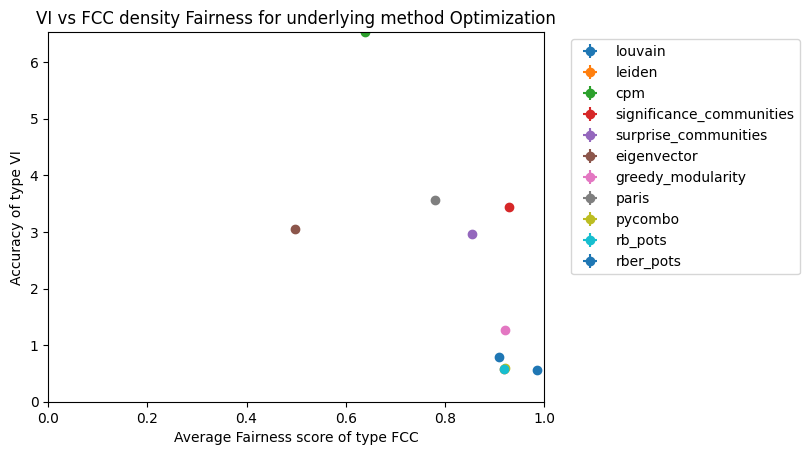 VI vs FCC density Fairness for underlying method Optimization
6
5
4
3
2
1
0
Accuracy of type VI
0.0 0.2 0.4 0.6 0.8 1.0
Average Fairness score of type FCC
louvain
leiden
cpm
significance_communities
surprise_communities
eigenvector
greedy_modularity
paris
pycombo
rb_pots
rber_pots